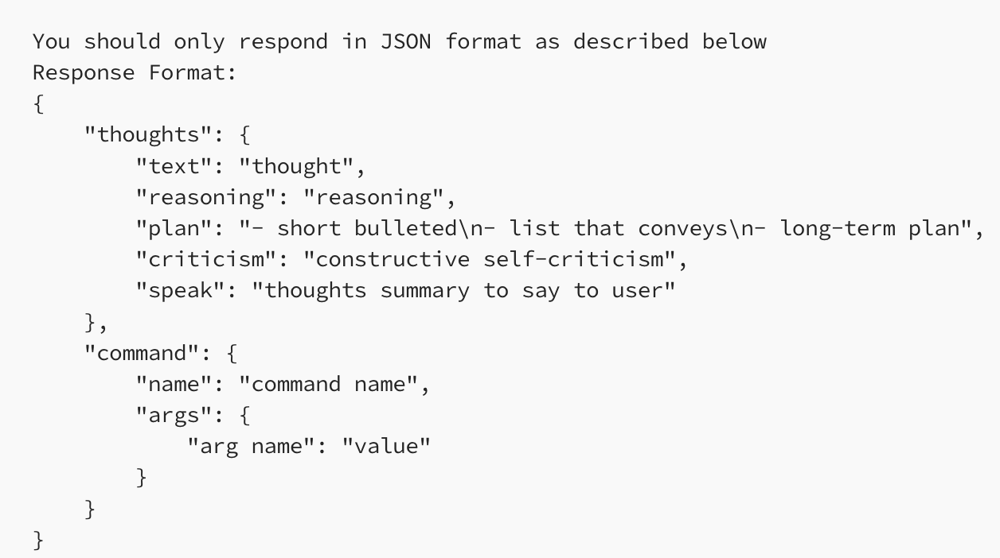 You should only respond in JSON format as described below
Response Format:
{
    "thoughts": {
        "text": "thought",
        "reasoning": "reasoning",
        "plan": "- short bulleted\n- list that conveys\n- long-term plan",
        "criticism": "constructive self-criticism",
        "speak": "thoughts summary to say to user"
    },
    "command": {
        "name": "command name",
        "args": {
            "arg name": "value"
        }
    }
}